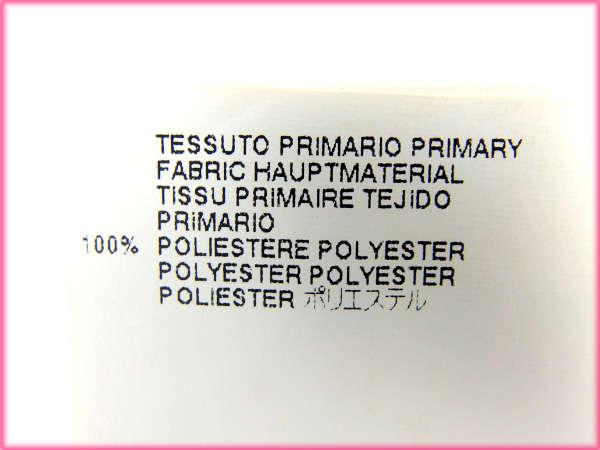 TESSUTO PRIMARIO PRIMARY
FABRIC HAUPTMATERIAL
TISSU PRIMAIRE TEJIDO
PRIMARIO
100% POLIESTERE POLYESTER
POLYESTER POLYESTER
POLIESTER ポリエステル